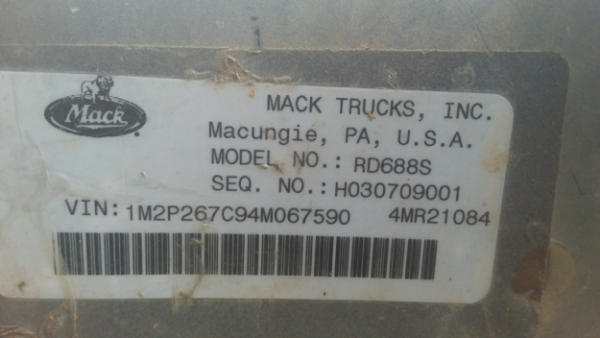 Mack
MACK TRUCKS, INC.
Macungie, PA, U.S.A.
MODEL NO.: RD688S
SEQ. NO.: H030709001
VIN: 1M2P267C94M067590 4MR21084